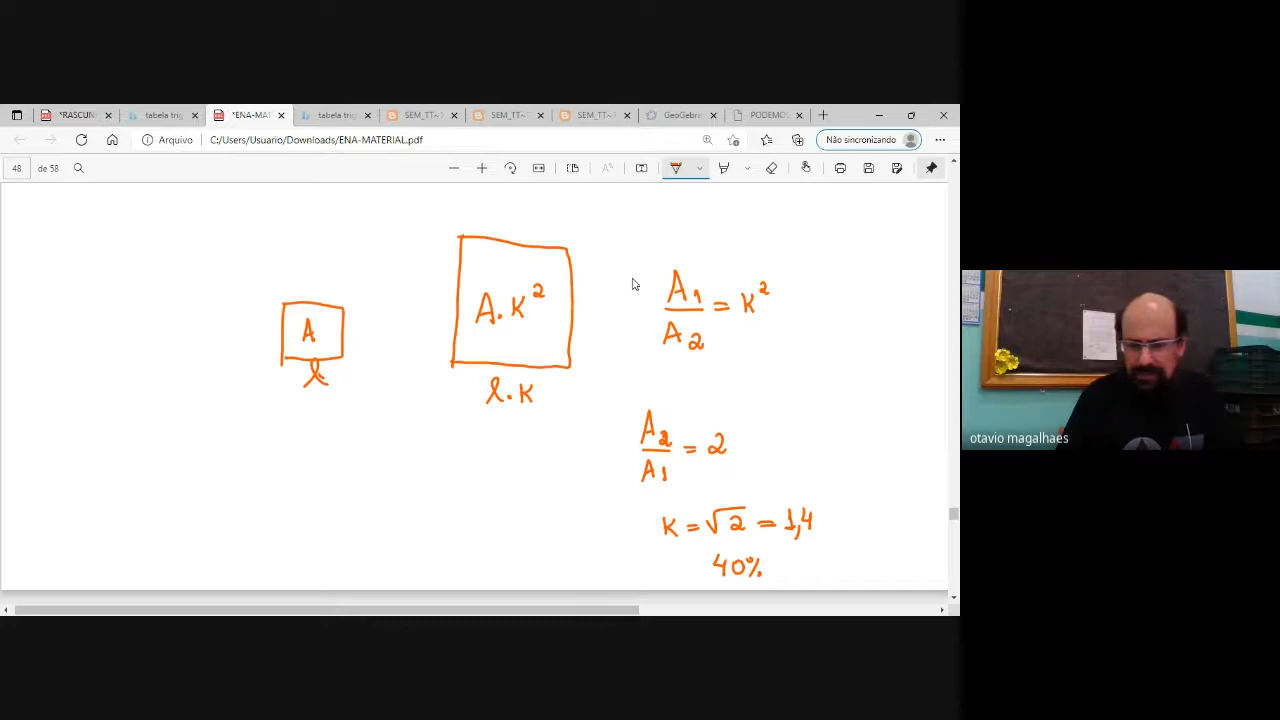 *RASCUN
tabela trig
*ENA-MAT
tabela trig
SEM_TT-
SEM_TT-
SEM_TT-
GeoGebra
PODEMO
Arquivo C:/Users/Usuario/Downloads/ENA-MATERIAL.pdf
Não sincronizando
48 de 58
A
l
A.K²
l.K
A₁/A₂ = K²
A₂/A₁ = 2
K = √2 = 1,4
40%
otavio magalhaes